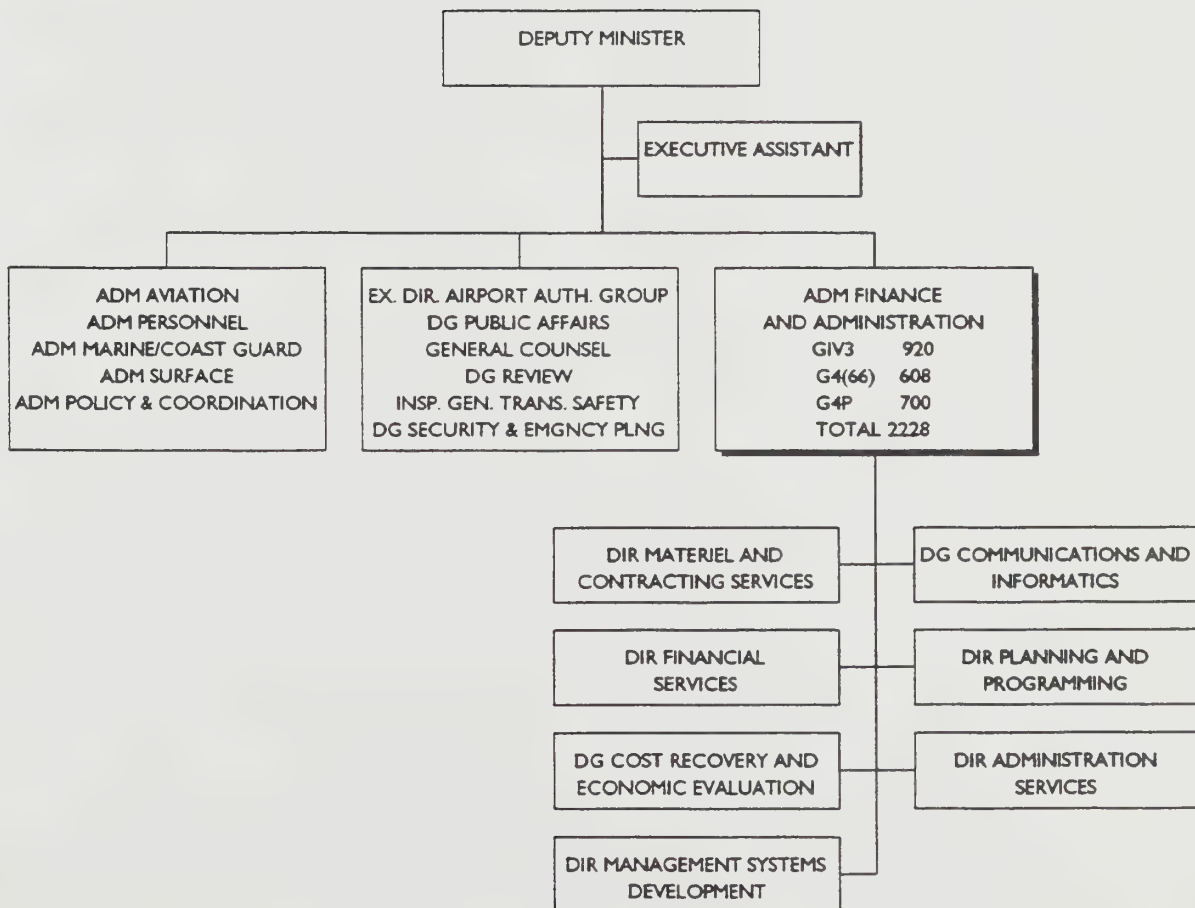 DEPUTY MINISTER
EXECUTIVE ASSISTANT
ADM AVIATION
ADM PERSONNEL
ADM MARINE/COAST GUARD
ADM SURFACE
ADM POLICY & COORDINATION
EX. DIR. AIRPORT AUTH. GROUP
DG PUBLIC AFFAIRS
GENERAL COUNSEL
DG REVIEW
INSP. GEN. TRANS. SAFETY
DG SECURITY & EMGNCY PLNG
ADM FINANCE
AND ADMINISTRATION
GIV3 920
G4(66) 608
G4P 700
TOTAL 2228
DIR MATERIEL AND
CONTRACTING SERVICES
DG COMMUNICATIONS AND
INFORMATICS
DIR FINANCIAL
SERVICES
DIR PLANNING AND
PROGRAMMING
DG COST RECOVERY AND
ECONOMIC EVALUATION
DIR ADMINISTRATION
SERVICES
DIR MANAGEMENT SYSTEMS
DEVELOPMENT